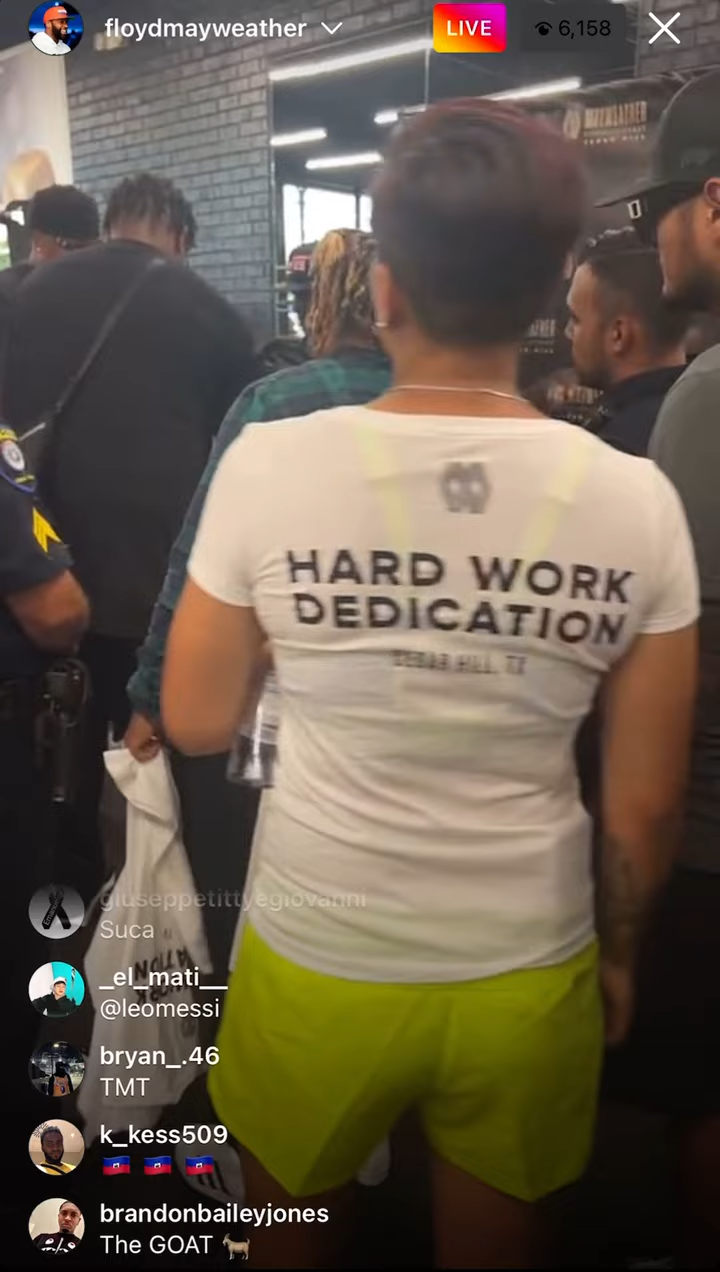 floydmayweather
LIVE
6,158
HARD WORK
DEDICATION
CEDAR HILL, TX
giuseppetittyegiovanni
Suca
_el_mati__
@leomessi
bryan_.46
TMT
k_kess509
🇭🇹 🇭🇹 🇭🇹
brandonbaileyjones
The GOAT 🐐